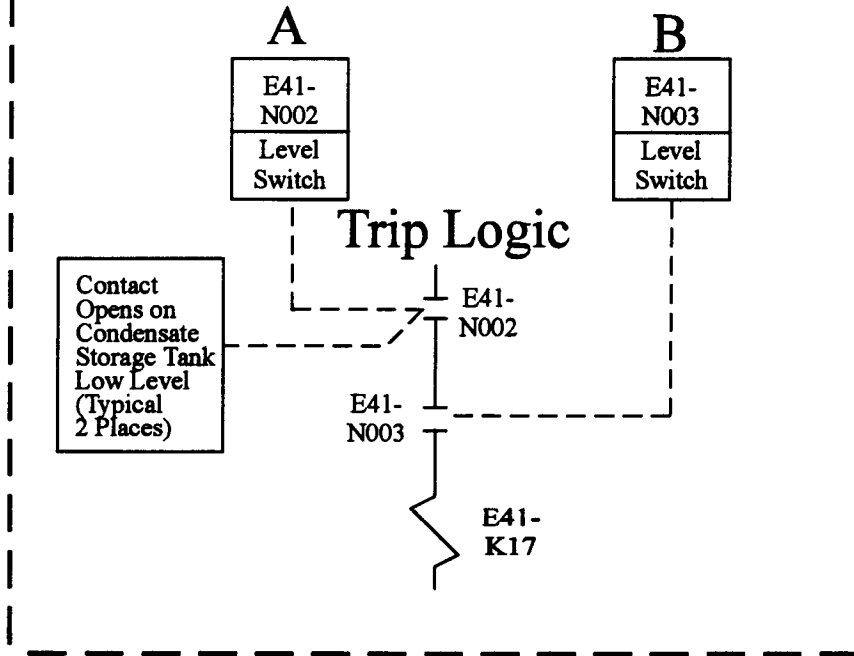 A
B
E41-
N002
Level
Switch
E41-
N003
Level
Switch
Trip Logic
Contact
Opens on
Condensate
Storage Tank
Low Level
(Typical
2 Places)
E41-
N002
E41-
N003
E41-
K17